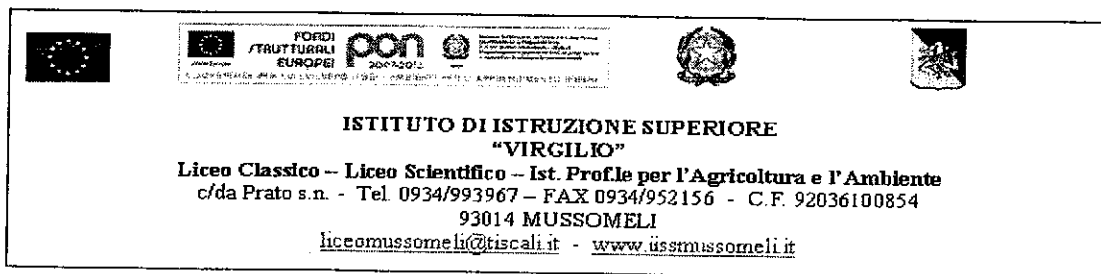 FONDI
STRUTTURALI
EUROPEI
pon
2007-2013
ISTITUTO DI ISTRUZIONE SUPERIORE
“VIRGILIO”
Liceo Classico – Liceo Scientifico – Ist. Prof.le per l’Agricoltura e l’Ambiente
c/da Prato s.n. - Tel. 0934/993967 – FAX 0934/952156 - C.F. 92036100854
93014 MUSSOMELI
liceomussomeli@tiscali.it - www.iissmussomeli.it